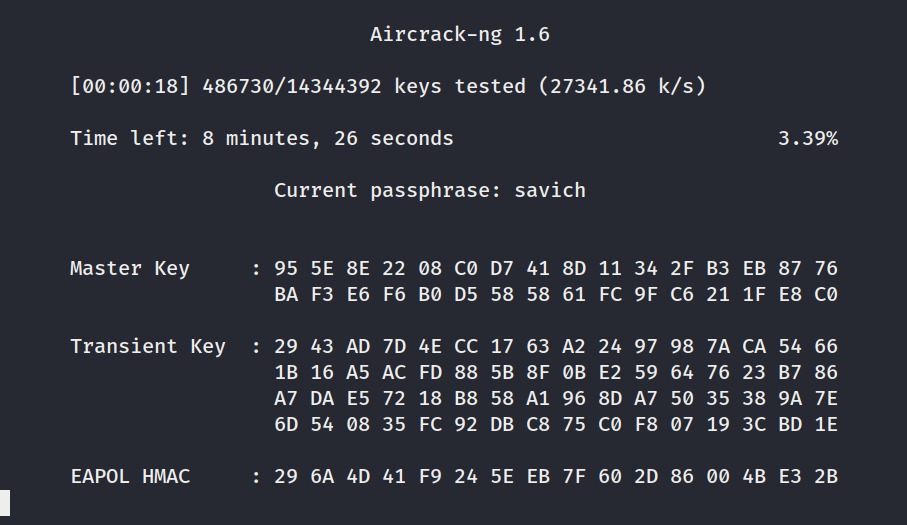 Aircrack-ng 1.6
[00:00:18] 486730/14344392 keys tested (27341.86 k/s)
Time left: 8 minutes, 26 seconds 3.39%
Current passphrase: savich
Master Key : 95 5E 8E 22 08 C0 D7 41 8D 11 34 2F B3 EB 87 76
BA F3 E6 F6 B0 D5 58 58 61 FC 9F C6 21 1F E8 C0
Transient Key : 29 43 AD 7D 4E CC 17 63 A2 24 97 98 7A CA 54 66
1B 16 A5 AC FD 88 5B 8F 0B E2 59 64 76 23 B7 86
A7 DA E5 72 18 B8 58 A1 96 8D A7 50 35 38 9A 7E
6D 54 08 35 FC 92 DB C8 75 C0 F8 07 19 3C BD 1E
EAPOL HMAC : 29 6A 4D 41 F9 24 5E EB 7F 60 2D 86 00 4B E3 2B